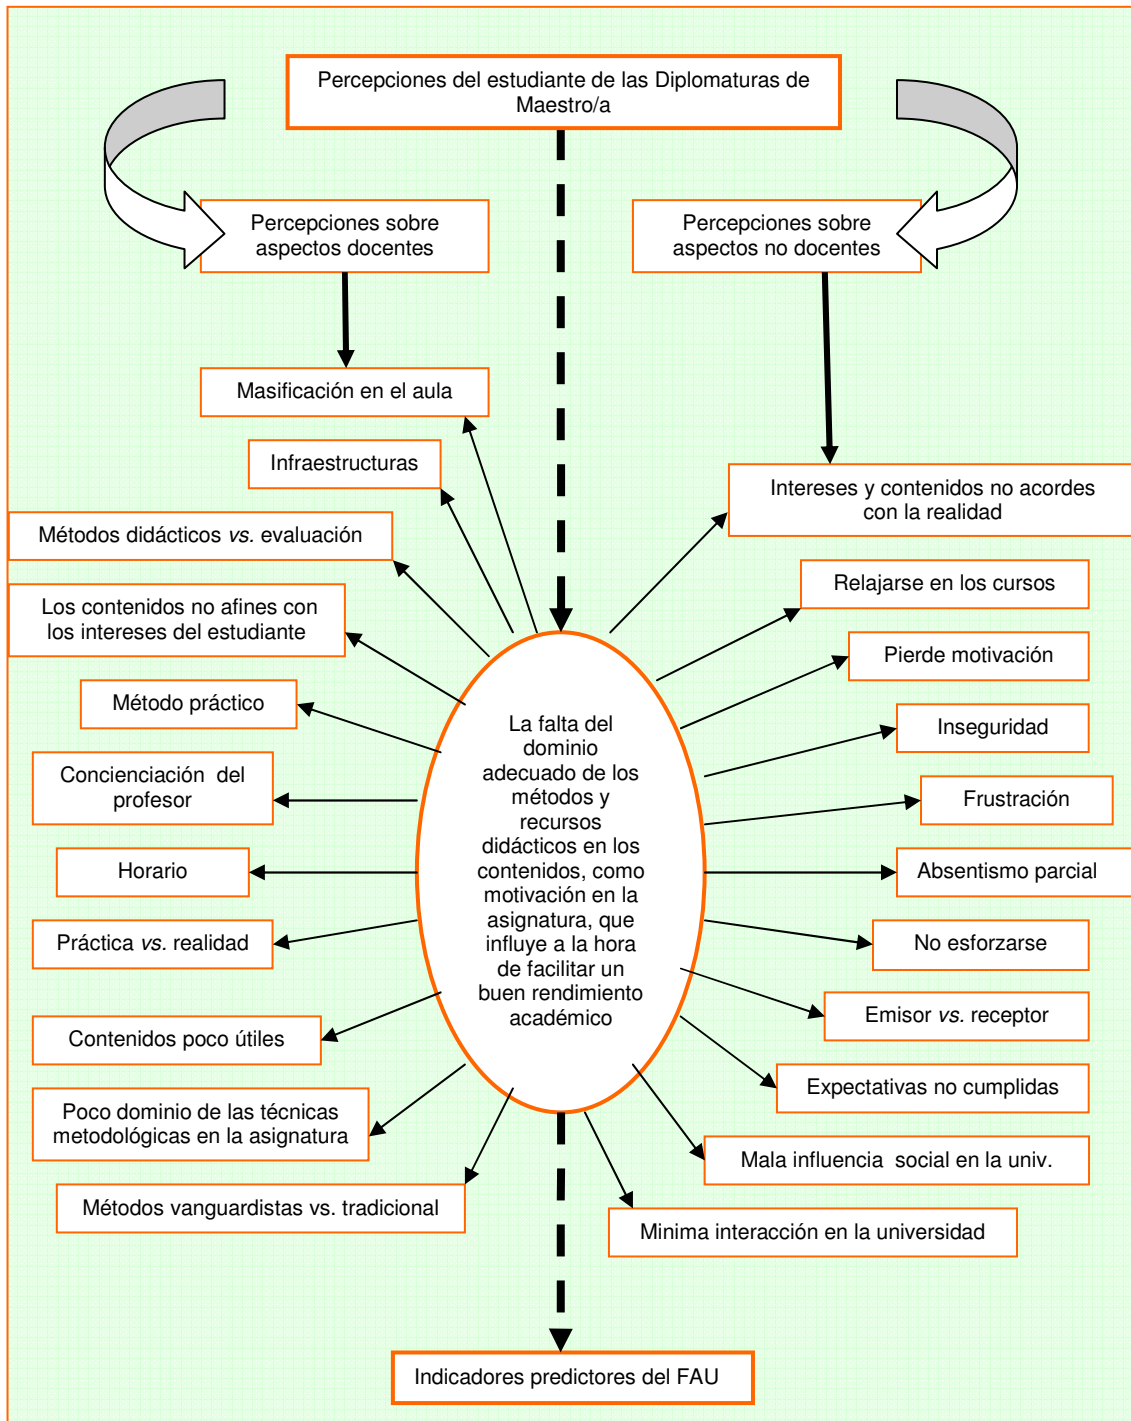 Percepciones del estudiante de las Diplomaturas de
Maestro/a
Percepciones sobre
aspectos docentes
Percepciones sobre
aspectos no docentes
Masificación en el aula
Infraestructuras
Métodos didácticos vs. evaluación
Los contenidos no afines con
los intereses del estudiante
Método práctico
Concienciación del
profesor
Horario
Práctica vs. realidad
Contenidos poco útiles
Poco dominio de las técnicas
metodológicas en la asignatura
Métodos vanguardistas vs. tradicional
La falta del
dominio
adecuado de los
métodos y
recursos
didácticos en los
contenidos, como
motivación en la
asignatura, que
influye a la hora
de facilitar un
buen rendimiento
académico
Intereses y contenidos no acordes
con la realidad
Relajarse en los cursos
Pierde motivación
Inseguridad
Frustración
Absentismo parcial
No esforzarse
Emisor vs. receptor
Expectativas no cumplidas
Mala influencia social en la univ.
Minima interacción en la universidad
Indicadores predictores del FAU